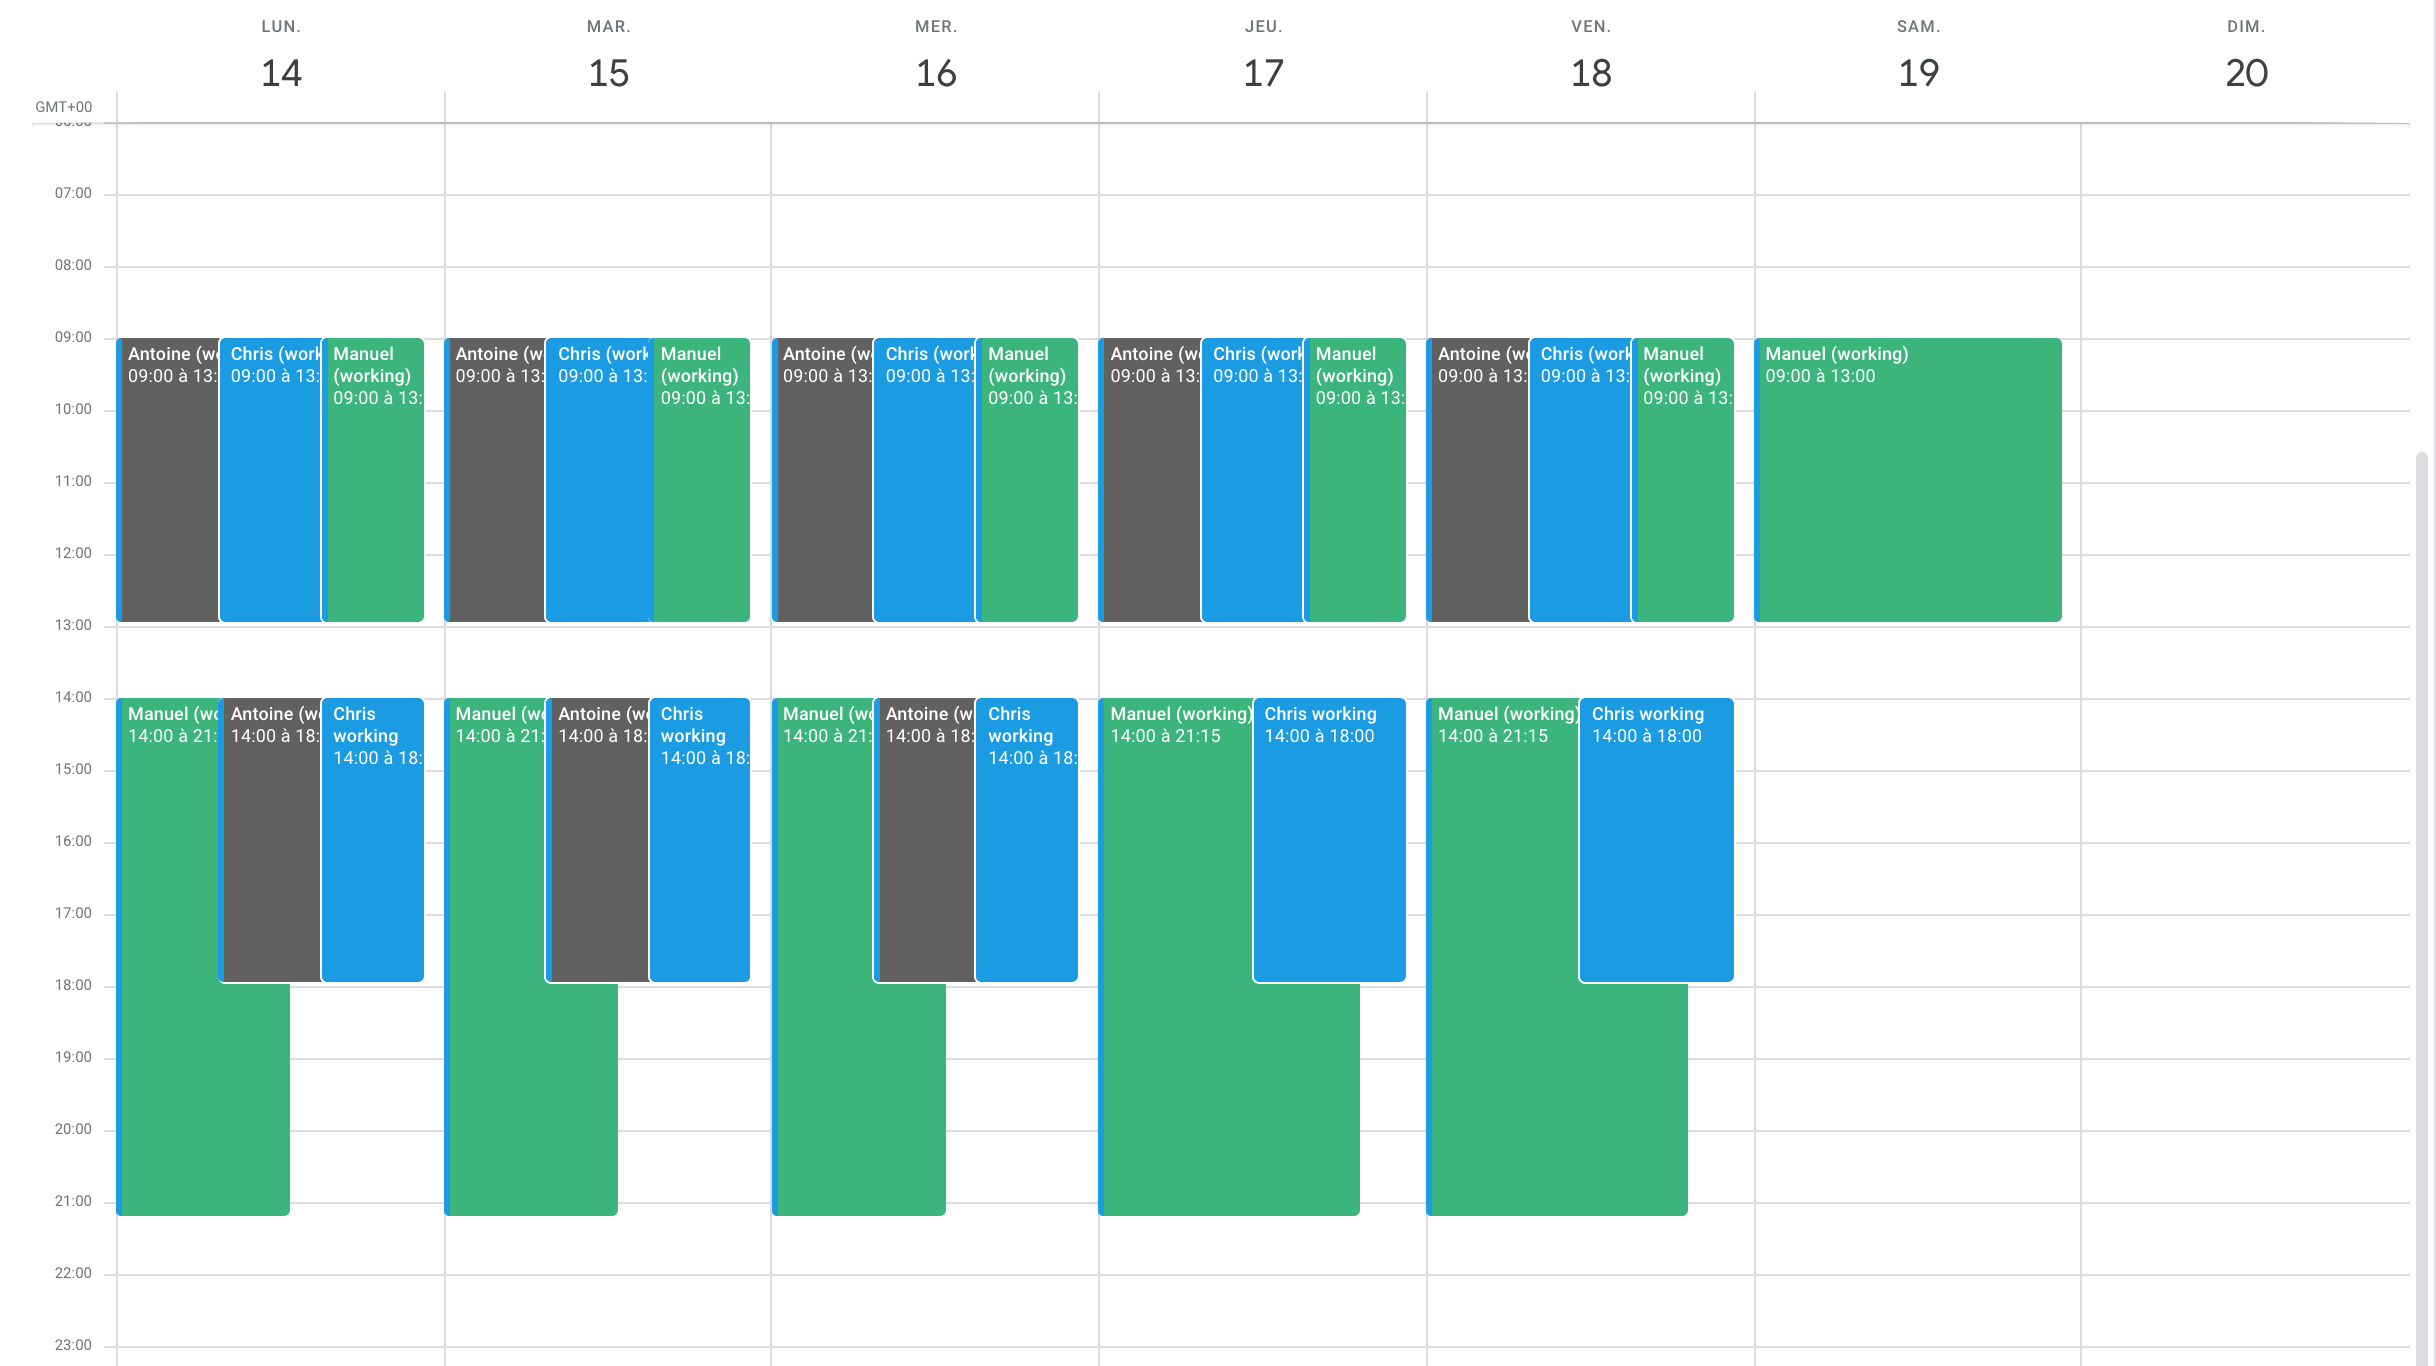 LUN.
14
MAR.
15
MER.
16
JEU.
17
VEN.
18
SAM.
19
DIM.
20
GMT+00
07:00
08:00
09:00
10:00
11:00
12:00
13:00
14:00
15:00
16:00
17:00
18:00
19:00
20:00
21:00
22:00
23:00
Antoine (wo
09:00 à 13:
Chris (work
09:00 à 13:
Manuel
(working)
09:00 à 13:
Antoine (w
09:00 à 13:
Chris (work
09:00 à 13:
Manuel
(working)
09:00 à 13:
Antoine (wo
09:00 à 13:
Chris (work
09:00 à 13:
Manuel
(working)
09:00 à 13:
Antoine (wo
09:00 à 13:
Chris (work
09:00 à 13:
Manuel
(working)
09:00 à 13:
Antoine (wo
09:00 à 13:
Chris (work
09:00 à 13:
Manuel
(working)
09:00 à 13:
Manuel (working)
09:00 à 13:00
Manuel (wo
14:00 à 21:
Antoine (wo
14:00 à 18:
Chris
working
14:00 à 18:
Manuel (wo
14:00 à 21:
Antoine (wo
14:00 à 18:
Chris
working
14:00 à 18:
Manuel (wo
14:00 à 21:
Antoine (w
14:00 à 18:
Chris
working
14:00 à 18:
Manuel (working)
14:00 à 21:15
Chris working
14:00 à 18:00
Manuel (working)
14:00 à 21:15
Chris working
14:00 à 18:00